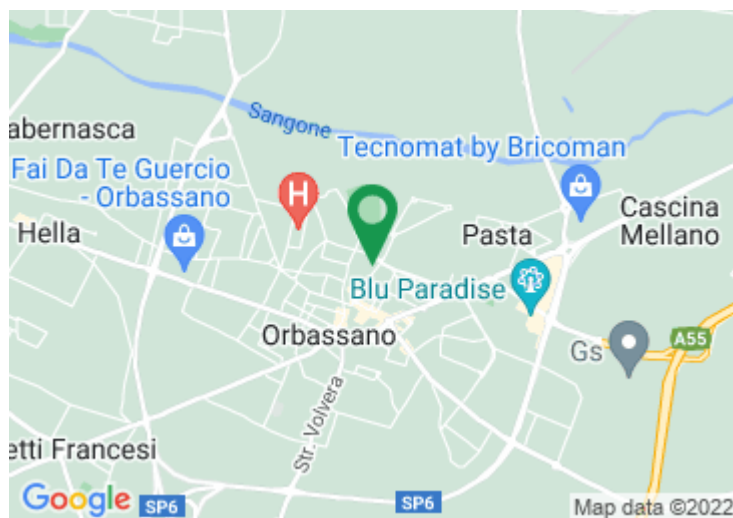 Sangone
abernasca
Tecnomat by Bricoman
Fai Da Te Guercio
- Orbassano
H
Cascina
Mellano
Hella
Pasta
Blu Paradise
Orbassano
Gs
A55
Str. Volvera
etti Francesi
Google
SP6
SP6
Map data ©2022